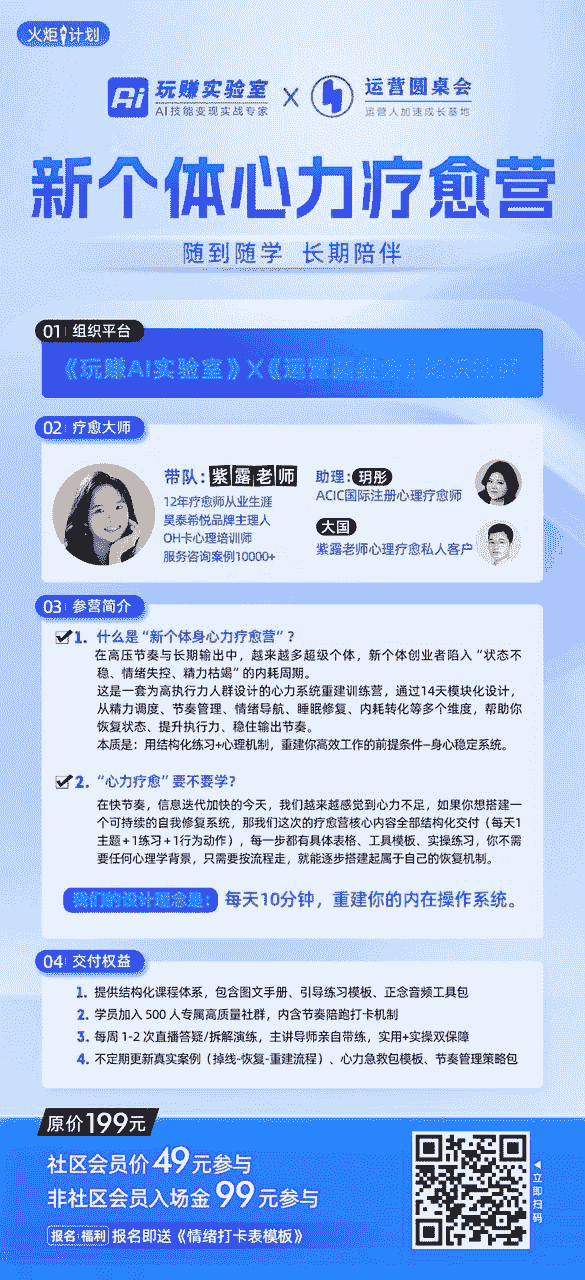 火炬计划
Ai 玩赚实验室
AI技能变现实战专家
X
运营圆桌会
运营人加速成长基地
新个体心力疗愈营
随到随学 长期陪伴
01 组织平台
《玩赚AI实验室》X《运营圆桌会》
02 疗愈大师
带队：紫露老师
12年疗愈师从业生涯
昊泰希悦品牌主理人
OH卡心理培训师
服务咨询案例10000+
助理：玥彤
ACIC国际注册心理疗愈师
大国
紫露老师心理疗愈私人客户
03 参营简介
1. 什么是“新个体身心力疗愈营”？
在高压节奏与长期输出中，越来越多超级个体，新个体创业者陷入“状态不
稳、情绪失控、精力枯竭”的内耗周期。
这是一套为高执行力人群设计的心力系统重建训练营，通过14天模块化设计，
从精力调度、节奏管理、情绪导航、睡眠修复、内耗转化等多个维度，帮助你
恢复状态、提升执行力、稳住输出节奏。
本质是：用结构化练习+心理机制，重建你高效工作的前提条件—身心稳定系统。
2. “心力疗愈”要不要学？
在快节奏，信息迭代加快的今天，我们越来越感觉到心力不足，如果你想搭建一
个可持续的自我修复系统，那我们这次的疗愈营核心内容全部结构化交付（每天1
主题＋1练习＋1行为动作），每一步都有具体表格、工具模板、实操练习，你不需
要任何心理学背景，只需要按流程走，就能逐步搭建起属于自己的恢复机制。
我们的设计理念是：每天10分钟，重建你的内在操作系统。
04 交付权益
1. 提供结构化课程体系，包含图文手册、引导练习模板、正念音频工具包
2. 学员加入 500 人专属高质量社群，内含节奏陪跑打卡机制
3. 每周 1-2 次直播答疑/拆解演练，主讲导师亲自带练，实用+实操双保障
4. 不定期更新真实案例（掉线-恢复-重建流程）、心力急救包模板、节奏管理策略包
原价199元
社区会员价49元参与
非社区会员入场金99元参与
报名·福利 报名即送《情绪打卡表模板》
立即扫码